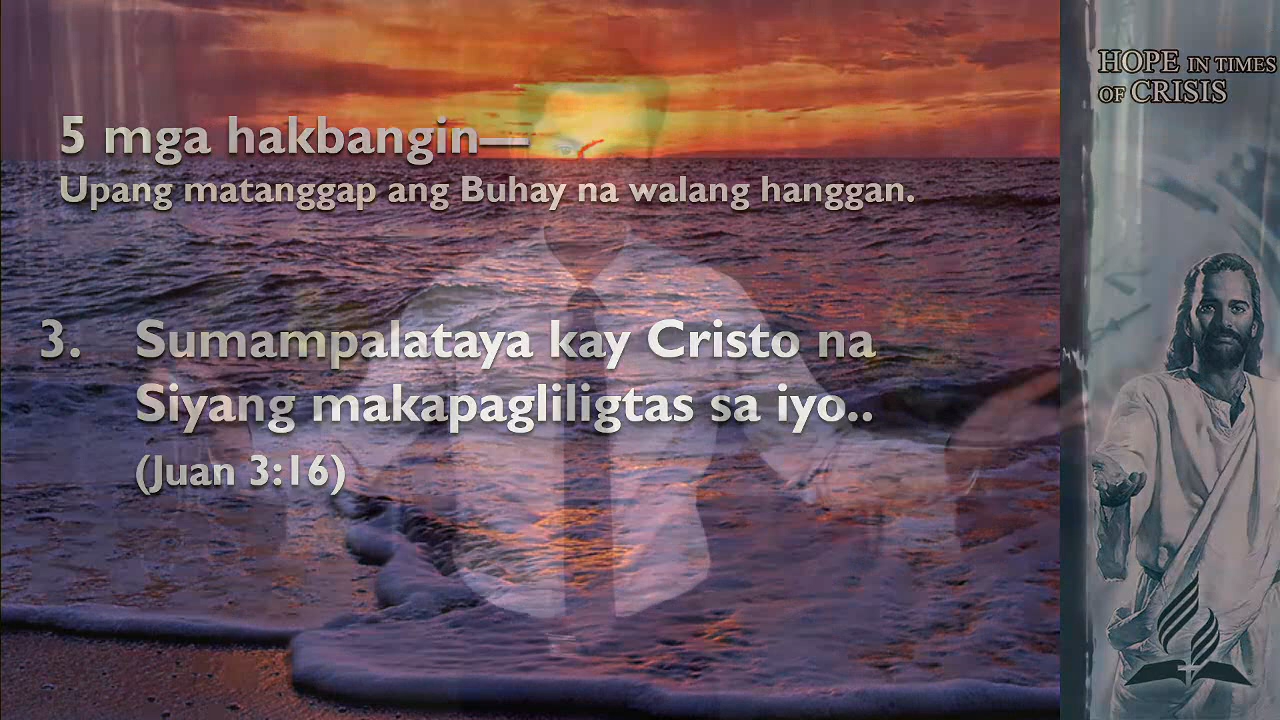 5 mga hakbangin—
Upang matanggap ang Buhay na walang hanggan.
3. Sumampalataya kay Cristo na
Siyang makapagliligtas sa iyo..
(Juan 3:16)
HOPE IN TIMES
OF CRISIS